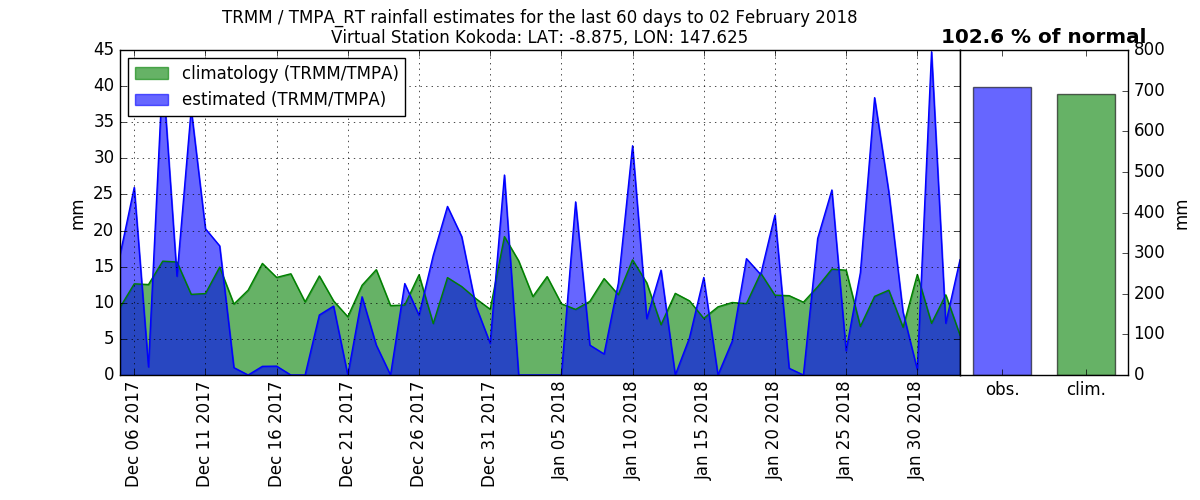 TRMM / TMPA_RT rainfall estimates for the last 60 days to 02 February 2018
Virtual Station Kokoda: LAT: -8.875, LON: 147.625
102.6 % of normal
climatology (TRMM/TMPA)
estimated (TRMM/TMPA)
45
40
35
30
25
20
15
10
5
0
mm
Dec 06 2017
Dec 11 2017
Dec 16 2017
Dec 21 2017
Dec 26 2017
Dec 31 2017
Jan 05 2018
Jan 10 2018
Jan 15 2018
Jan 20 2018
Jan 25 2018
Jan 30 2018
obs.
clim.
800
700
600
500
400
300
200
100
0
mm